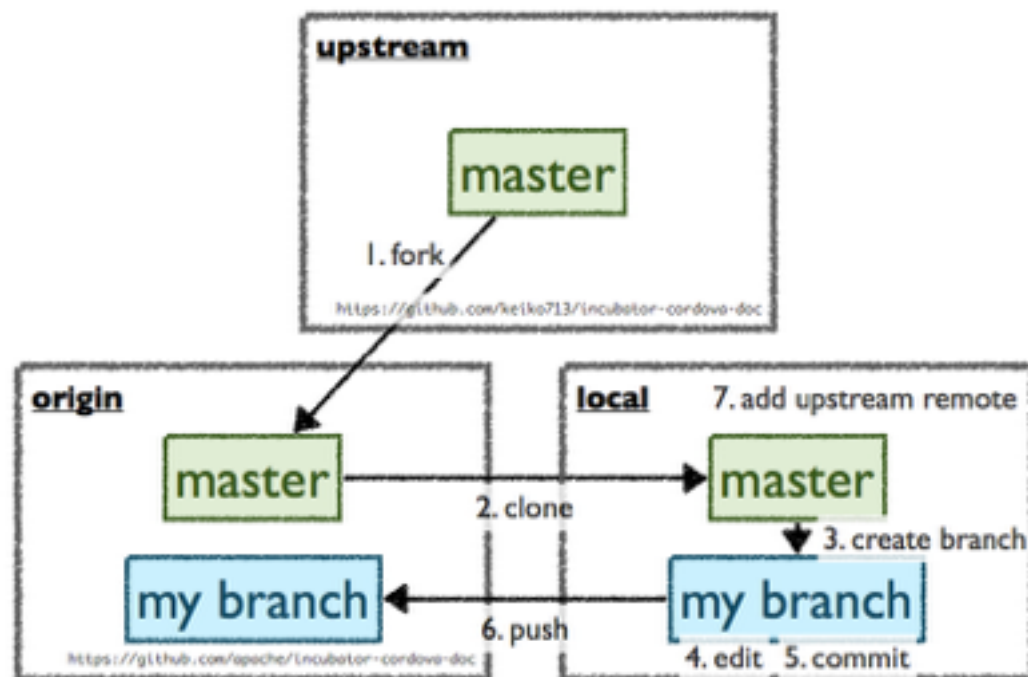 upstream
master
1. fork
https://github.com/keiko713/incubator-cordova-doc
origin
master
2. clone
my branch
6. push
https://github.com/apache/incubator-cordova-doc
local
7. add upstream remote
master
3. create branch
my branch
4. edit
5. commit